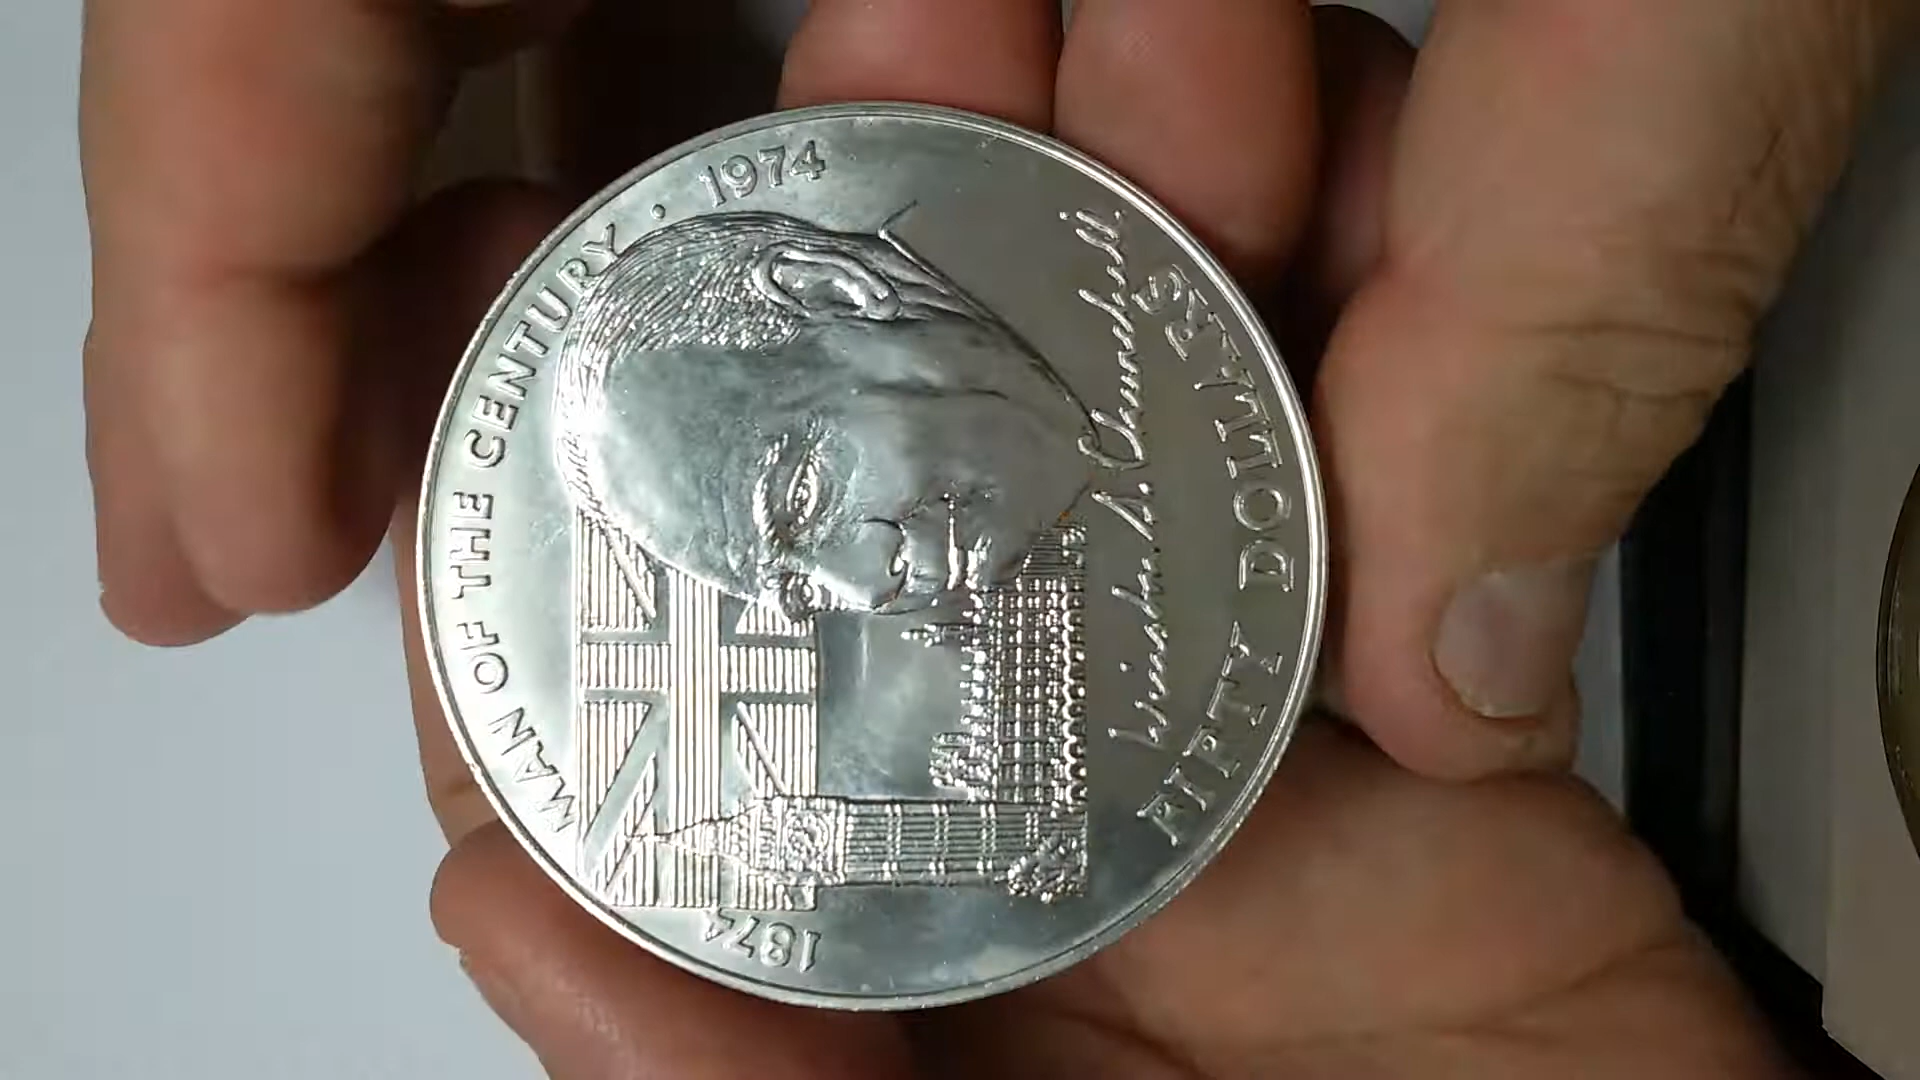 1874
MAN OF THE CENTURY · 1974
Winston S. Churchill
FIFTY DOLLARS